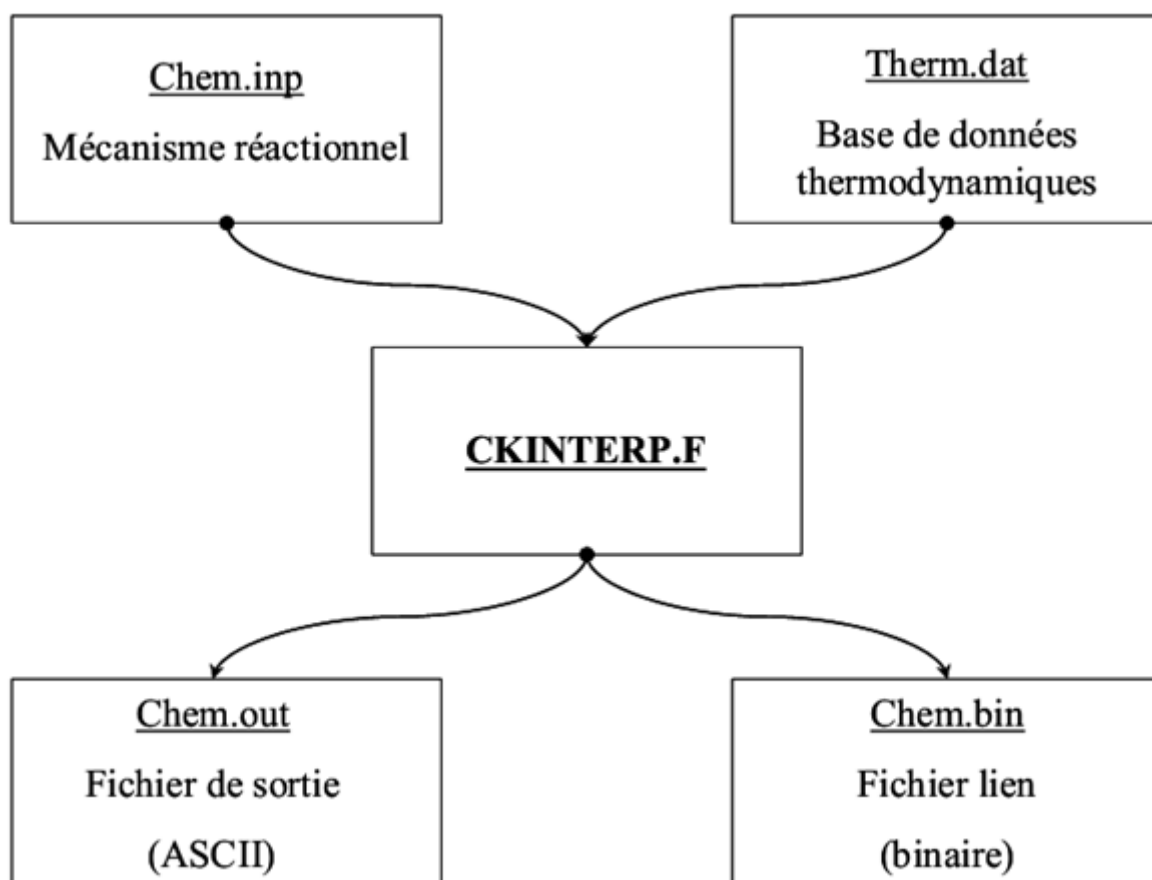 Chem.inp
Mécanisme réactionnel
Therm.dat
Base de données
thermodynamiques
CKINTERP.F
Chem.out
Fichier de sortie
(ASCII)
Chem.bin
Fichier lien
(binaire)